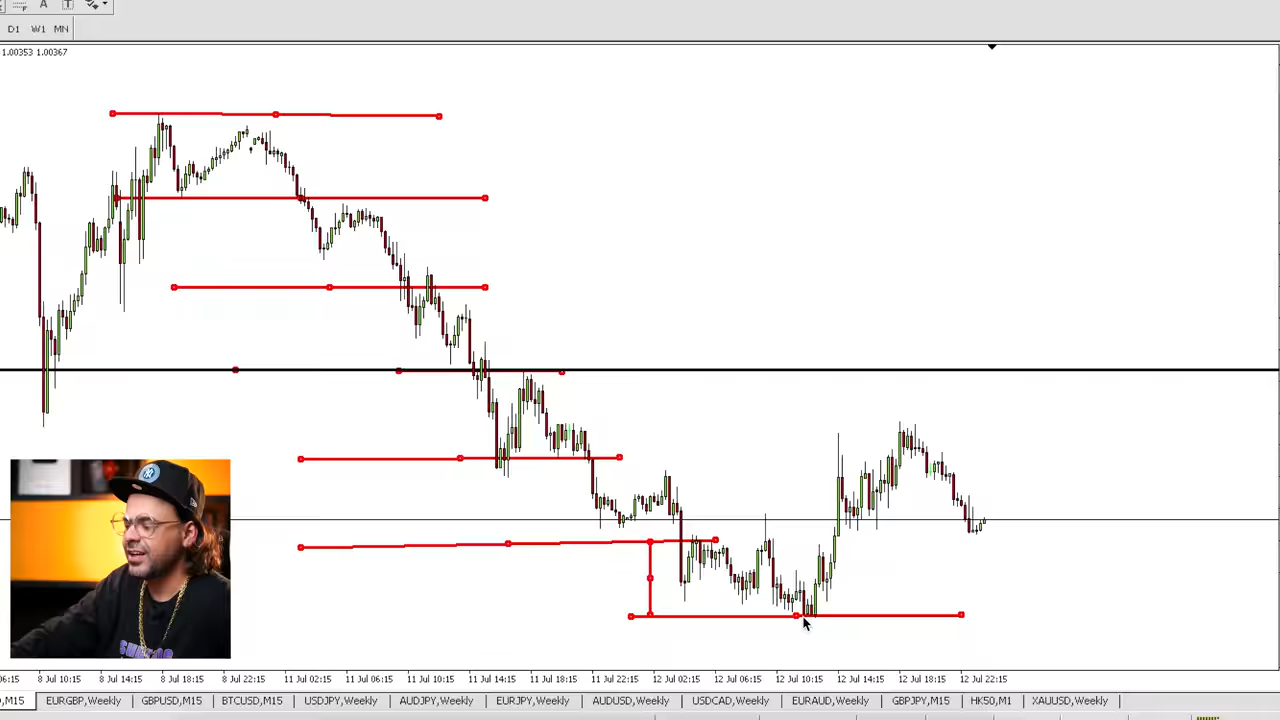 A T
D1 W1 MN
1.00353 1.00367
06:15 8 Jul 10:15 8 Jul 14:15 8 Jul 18:15 8 Jul 22:15 11 Jul 02:15 11 Jul 06:15 11 Jul 10:15 11 Jul 14:15 11 Jul 18:15 11 Jul 22:15 12 Jul 02:15 12 Jul 06:15 12 Jul 10:15 12 Jul 14:15 12 Jul 18:15 12 Jul 22:15
,M15 EURGBP,Weekly GBPUSD,M15 BTCUSD,M15 USDJPY,Weekly AUDJPY,Weekly EURJPY,Weekly AUDUSD,Weekly USDCAD,Weekly EURAUD,Weekly GBPJPY,M15 HK50,M1 XAUUSD,Weekly